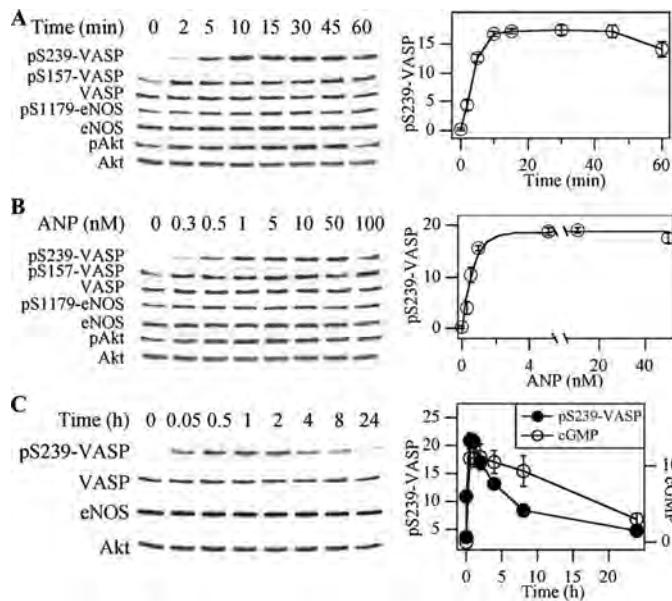 A
Time (min) 0 2 5 10 15 30 45 60
pS239-VASP
pS157-VASP
VASP
pS1179-eNOS
eNOS
pAkt
Akt
pS239-VASP
15
10
5
0
0 20 40 60
Time (min)
B
ANP (nM) 0 0.3 0.5 1 5 10 50 100
pS239-VASP
pS157-VASP
VASP
pS1179-eNOS
eNOS
pAkt
Akt
pS239-VASP
20
10
0
0 4 20 40
ANP (nM)
C
Time (h) 0 0.05 0.5 1 2 4 8 24
pS239-VASP
VASP
eNOS
Akt
pS239-VASP
25
20
15
10
5
pS239-VASP
cGMP
10
0
0 5 10 15 20
Time (h)